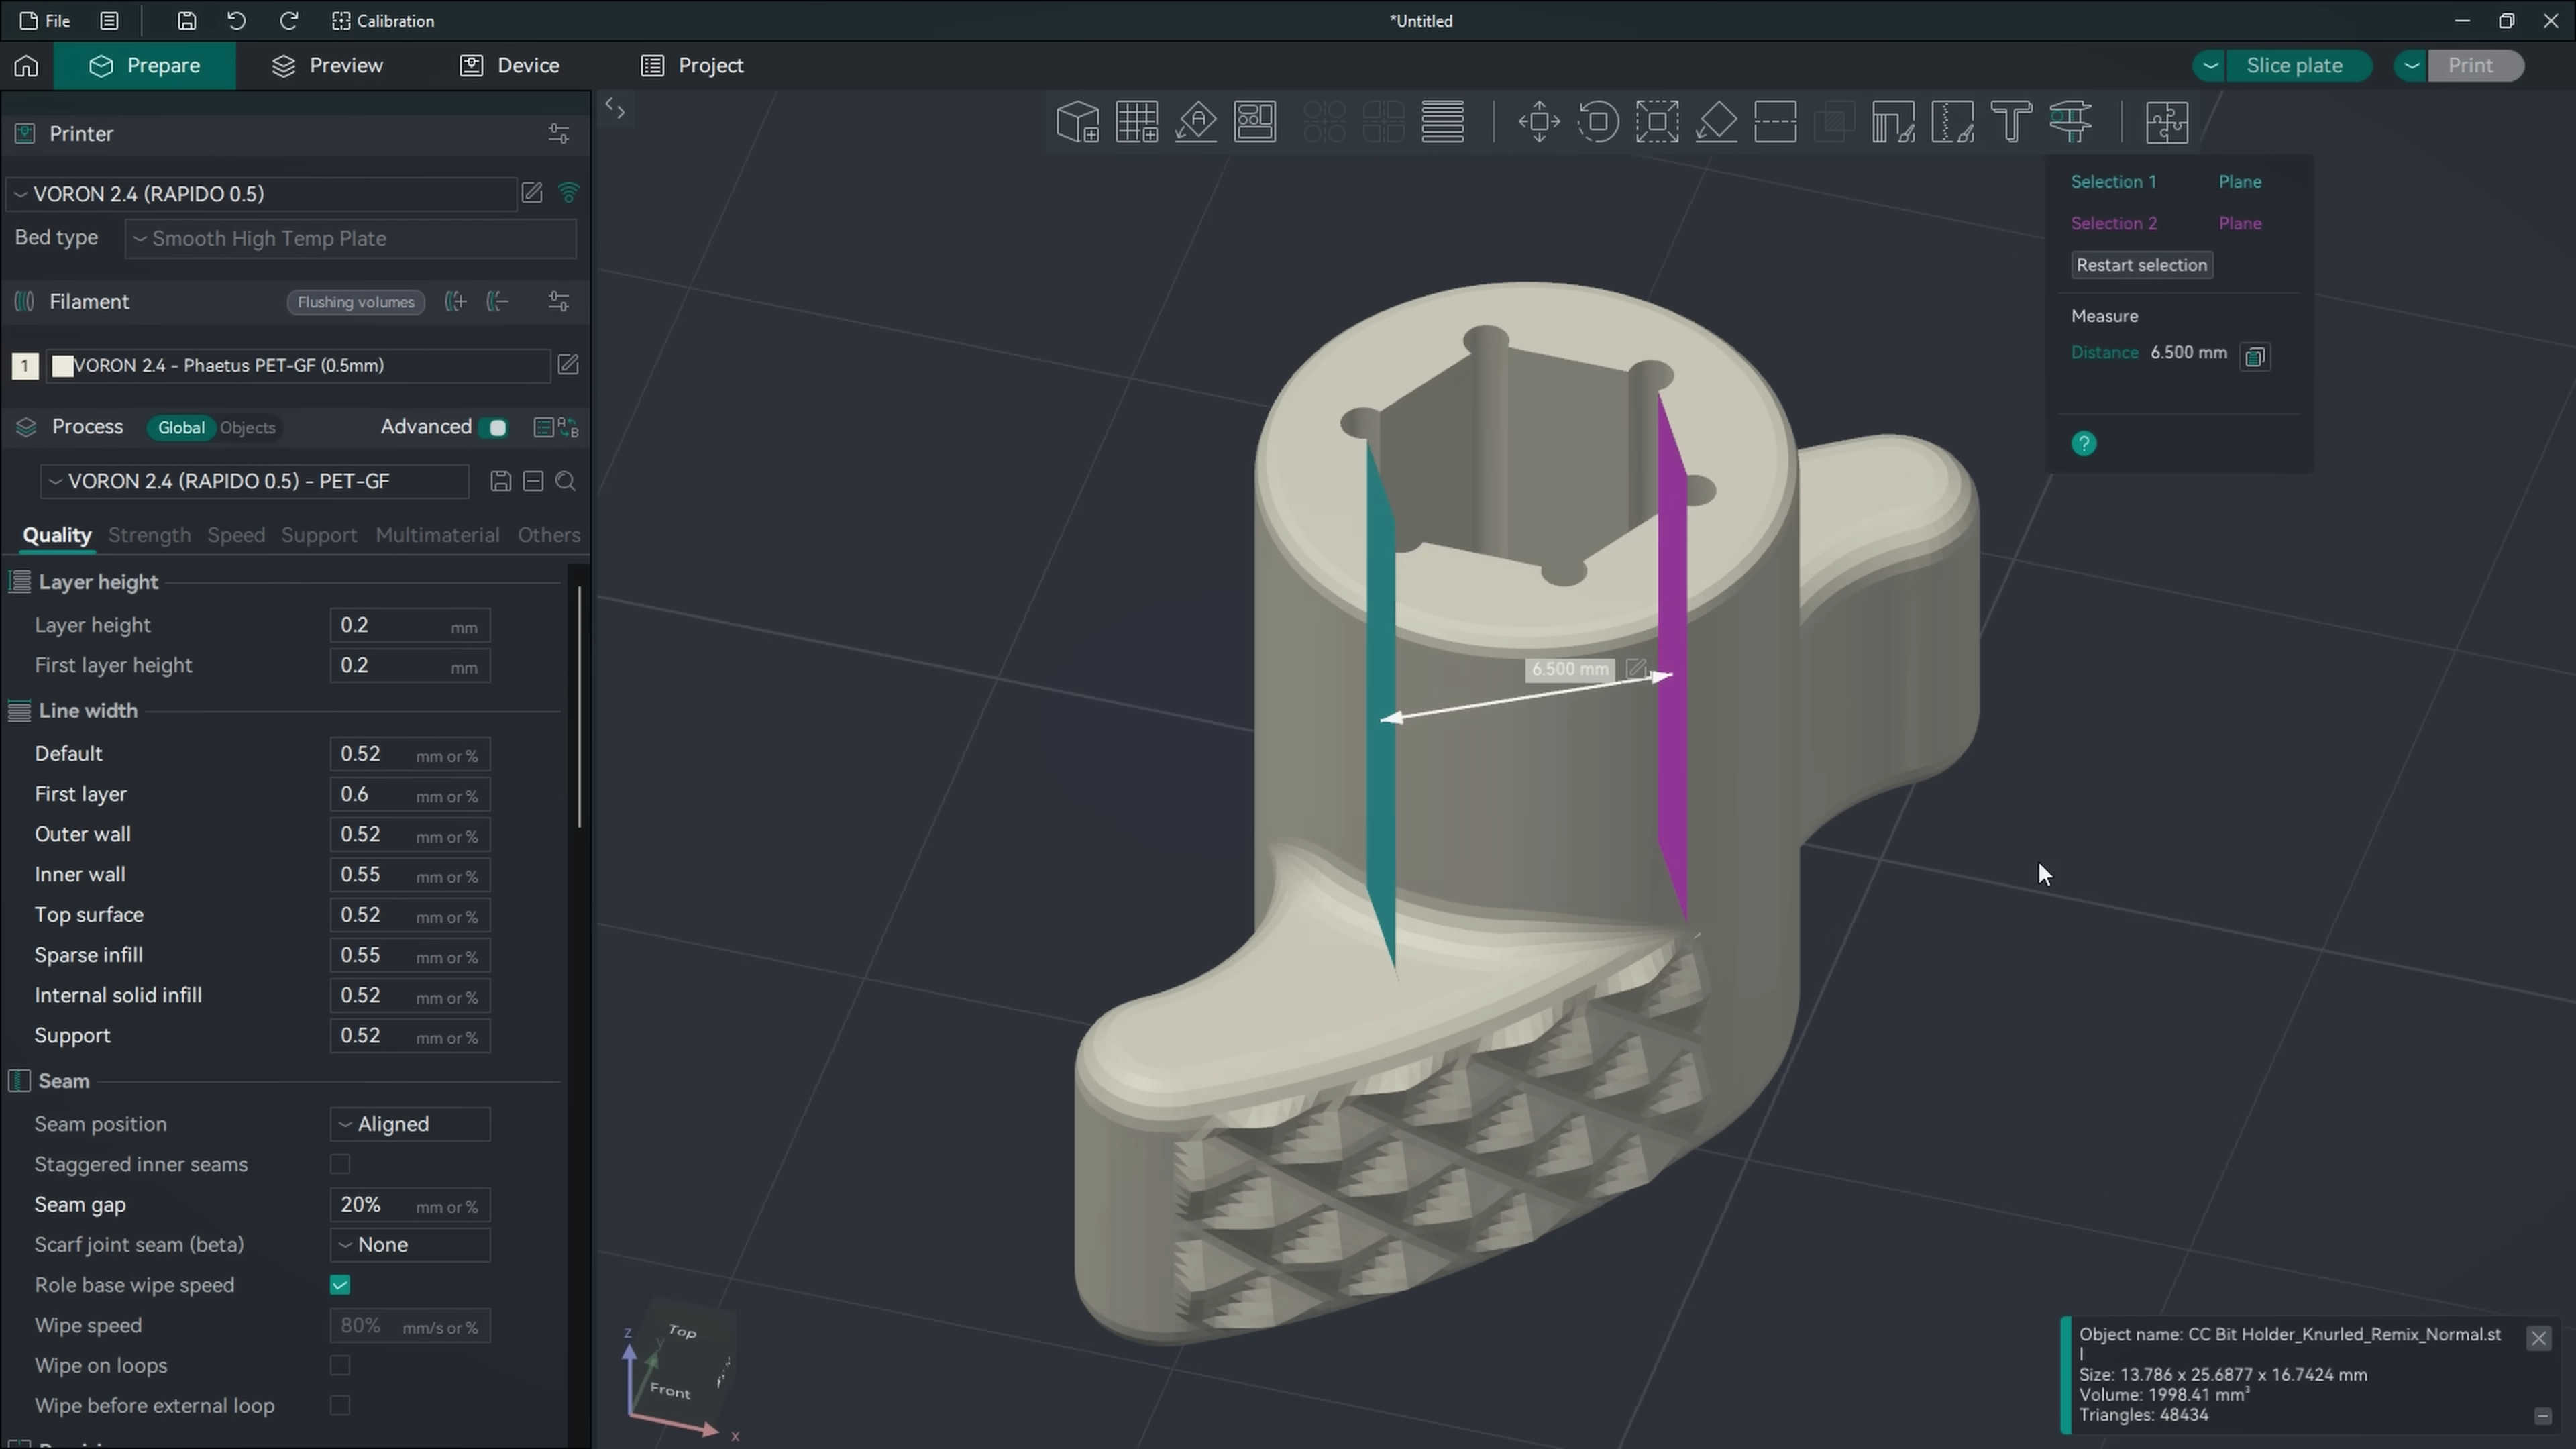 File
Calibration
*Untitled
Prepare
Preview
Device
Project
Slice plate
Print
Printer
VORON 2.4 (RAPIDO 0.5)
Bed type
Smooth High Temp Plate
Filament
Flushing volumes
1
VORON 2.4 - Phaetus PET-GF (0.5mm)
Process
Global
Objects
Advanced
VORON 2.4 (RAPIDO 0.5) - PET-GF
Quality
Strength
Speed
Support
Multimaterial
Others
Layer height
Layer height 0.2 mm
First layer height 0.2 mm
Line width
Default 0.52 mm or %
First layer 0.6 mm or %
Outer wall 0.52 mm or %
Inner wall 0.55 mm or %
Top surface 0.52 mm or %
Sparse infill 0.55 mm or %
Internal solid infill 0.52 mm or %
Support 0.52 mm or %
Seam
Seam position Aligned
Staggered inner seams
Seam gap 20% mm or %
Scarf joint seam (beta) None
Role base wipe speed
Wipe speed 80% mm/s or %
Wipe on loops
Wipe before external loop
Selection 1 Plane
Selection 2 Plane
Restart selection
Measure
Distance 6.500 mm
?
6.500 mm
z
y
x
Top
Front
Object name: CC Bit Holder_Knurled_Remix_Normal.st
l
Size: 13.786 x 25.6877 x 16.7424 mm
Volume: 1998.41 mm³
Triangles: 48434